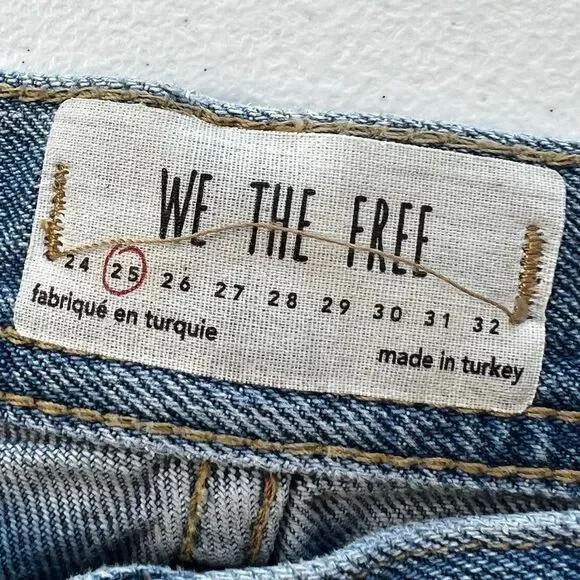 WE THE FREE
24 25 26 27 28 29 30 31 32
fabriqué en turquie
made in turkey